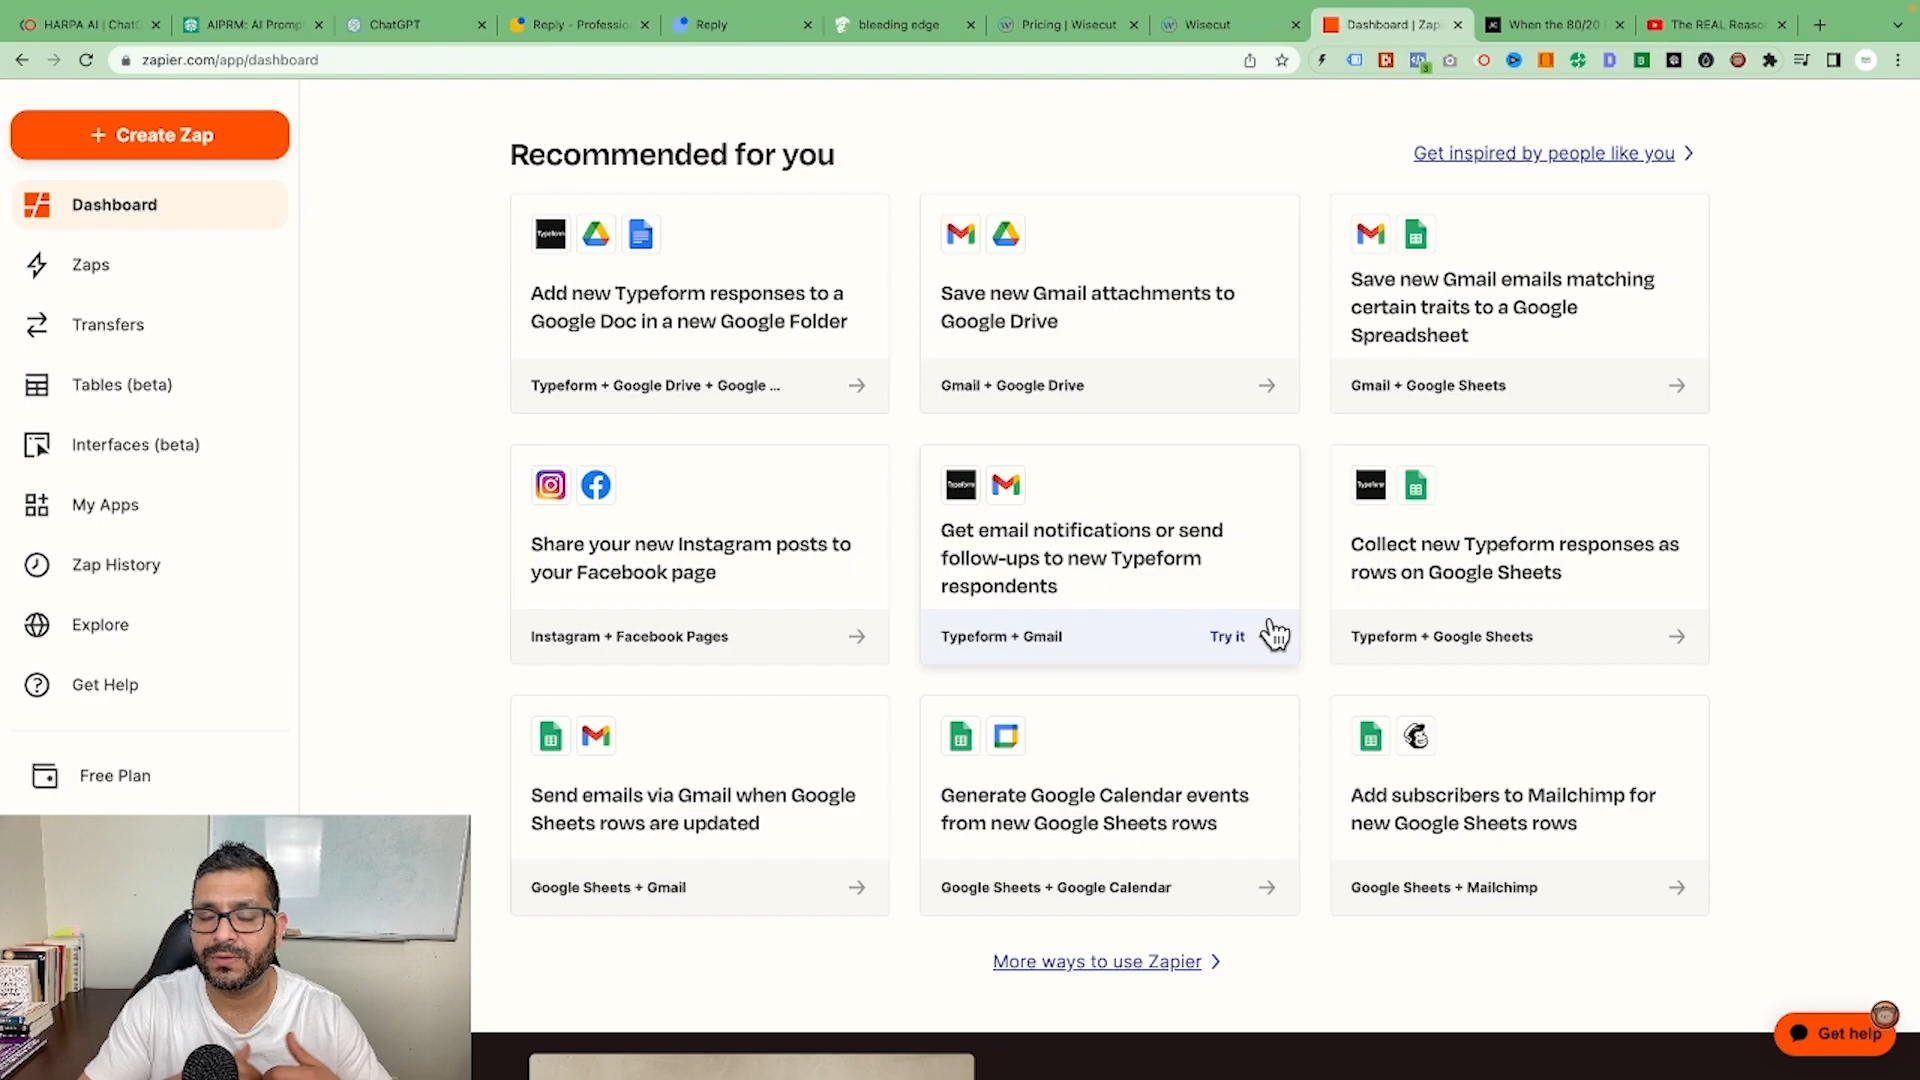 HARPA AI | ChatG
AIPRM: AI Promp
ChatGPT
Reply - Professio
Reply
bleeding edge
Pricing | Wisecut
Wisecut
Dashboard | Zap
When the 80/20
The REAL Reaso
zapier.com/app/dashboard
3
+ Create Zap
Dashboard
Zaps
Transfers
Tables (beta)
Interfaces (beta)
My Apps
Zap History
Explore
Get Help
Free Plan
Recommended for you
Get inspired by people like you
Typeform
Add new Typeform responses to a
Google Doc in a new Google Folder
Typeform + Google Drive + Google ...
Save new Gmail attachments to
Google Drive
Gmail + Google Drive
Save new Gmail emails matching
certain traits to a Google
Spreadsheet
Gmail + Google Sheets
Share your new Instagram posts to
your Facebook page
Instagram + Facebook Pages
Typeform
Get email notifications or send
follow-ups to new Typeform
respondents
Typeform + Gmail
Try it
Typeform
Collect new Typeform responses as
rows on Google Sheets
Typeform + Google Sheets
Send emails via Gmail when Google
Sheets rows are updated
Google Sheets + Gmail
Generate Google Calendar events
from new Google Sheets rows
Google Sheets + Google Calendar
Add subscribers to Mailchimp for
new Google Sheets rows
Google Sheets + Mailchimp
More ways to use Zapier
Get help